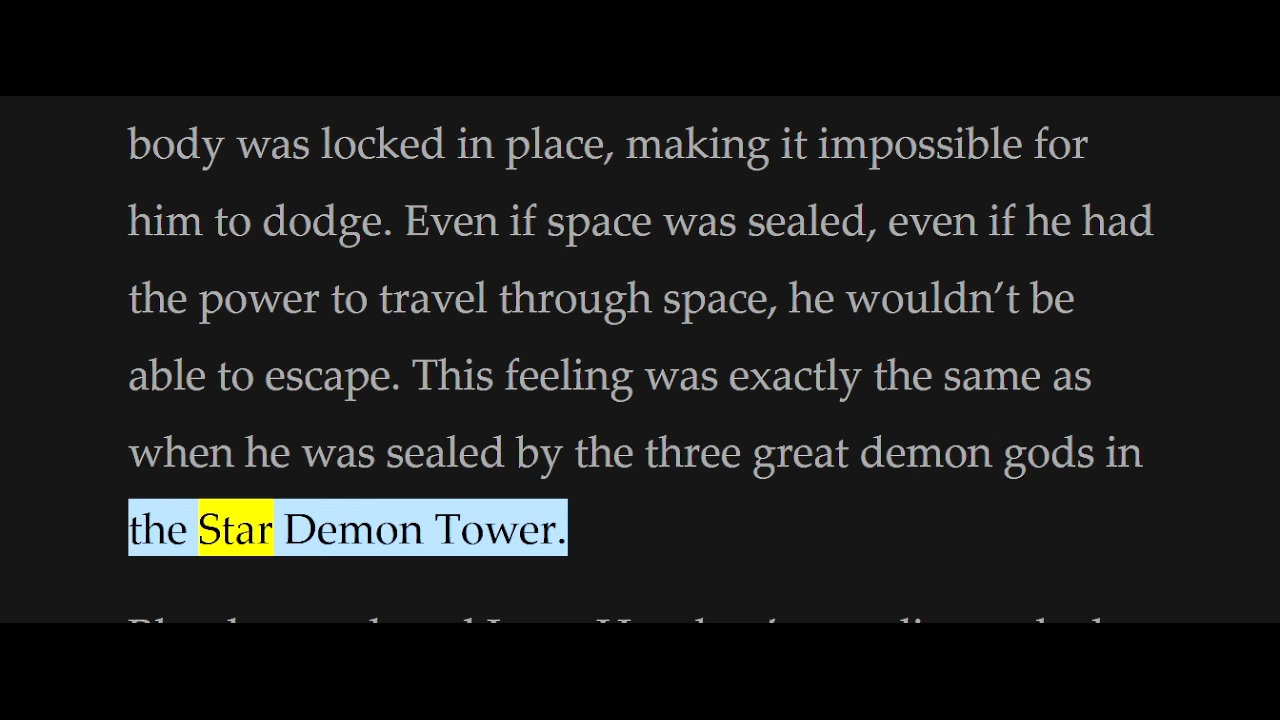 body was locked in place, making it impossible for
him to dodge. Even if space was sealed, even if he had
the power to travel through space, he wouldn’t be
able to escape. This feeling was exactly the same as
when he was sealed by the three great demon gods in
the Star Demon Tower.